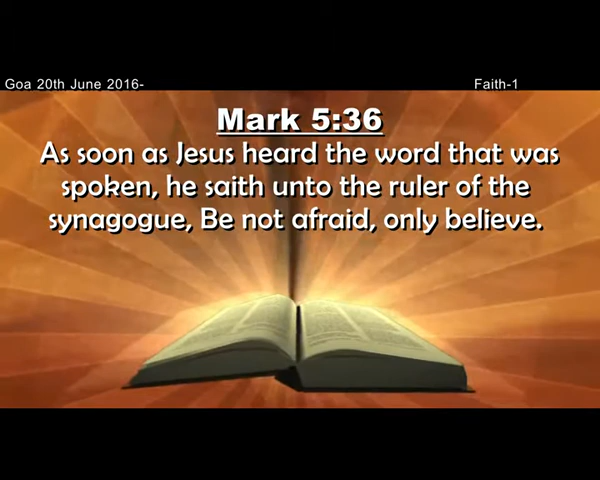 Goa 20th June 2016-
Faith-1
Mark 5:36
As soon as Jesus heard the word that was
spoken, he saith unto the ruler of the
synagogue, Be not afraid, only believe.